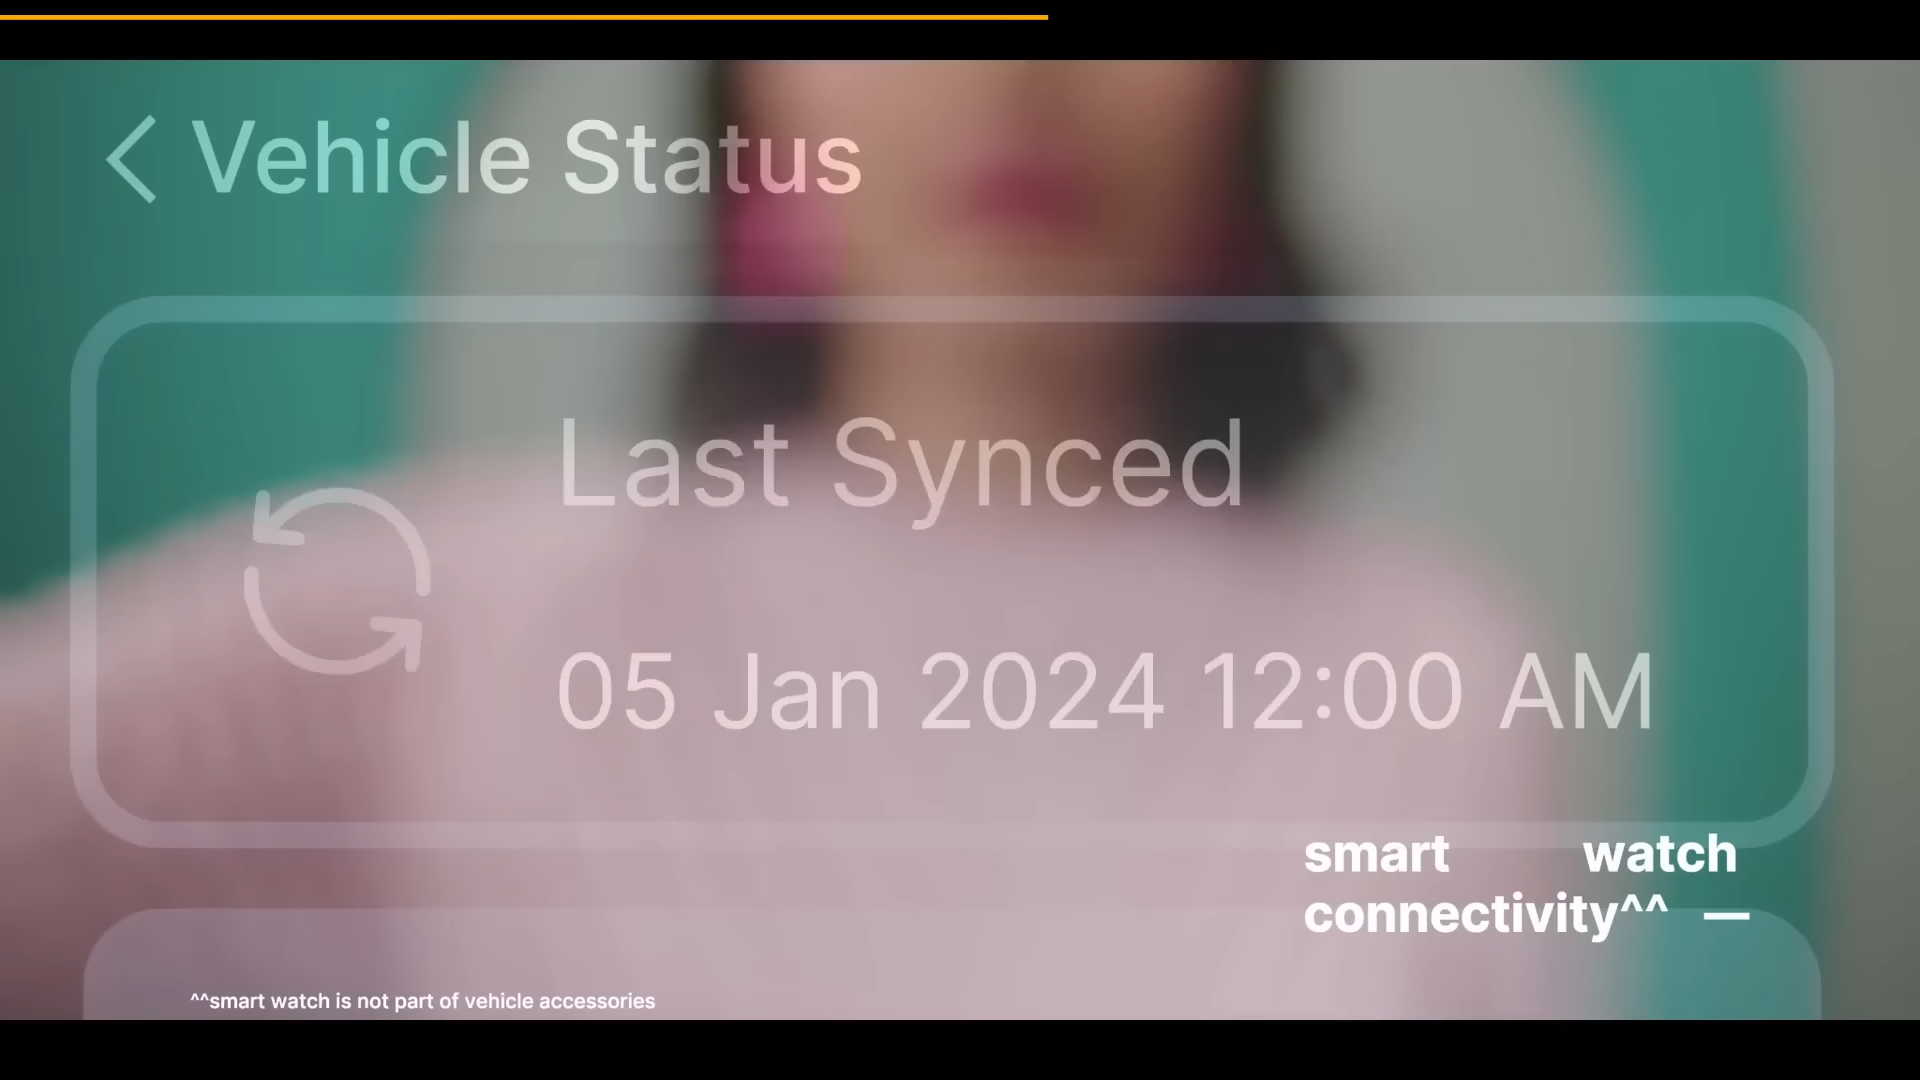 Vehicle Status
Last Synced
05 Jan 2024 12:00 AM
smart watch
connectivity^^ —
^^smart watch is not part of vehicle accessories